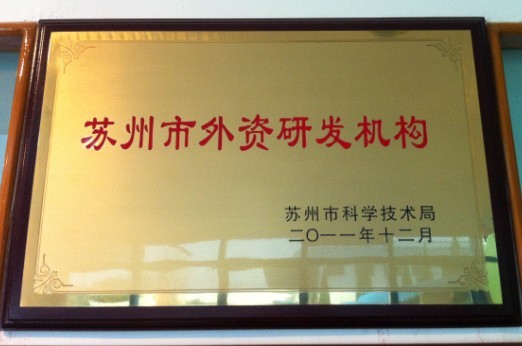 苏州市外资研发机构
苏州市科学技术局
二〇一一年十二月